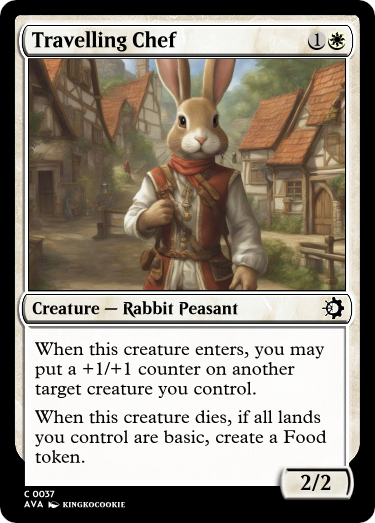 Travelling Chef 1
Creature — Rabbit Peasant
When this creature enters, you may
put a +1/+1 counter on another
target creature you control.
When this creature dies, if all lands
you control are basic, create a Food
token.
2/2
C 0037
AVA KINGKOCOOKIE